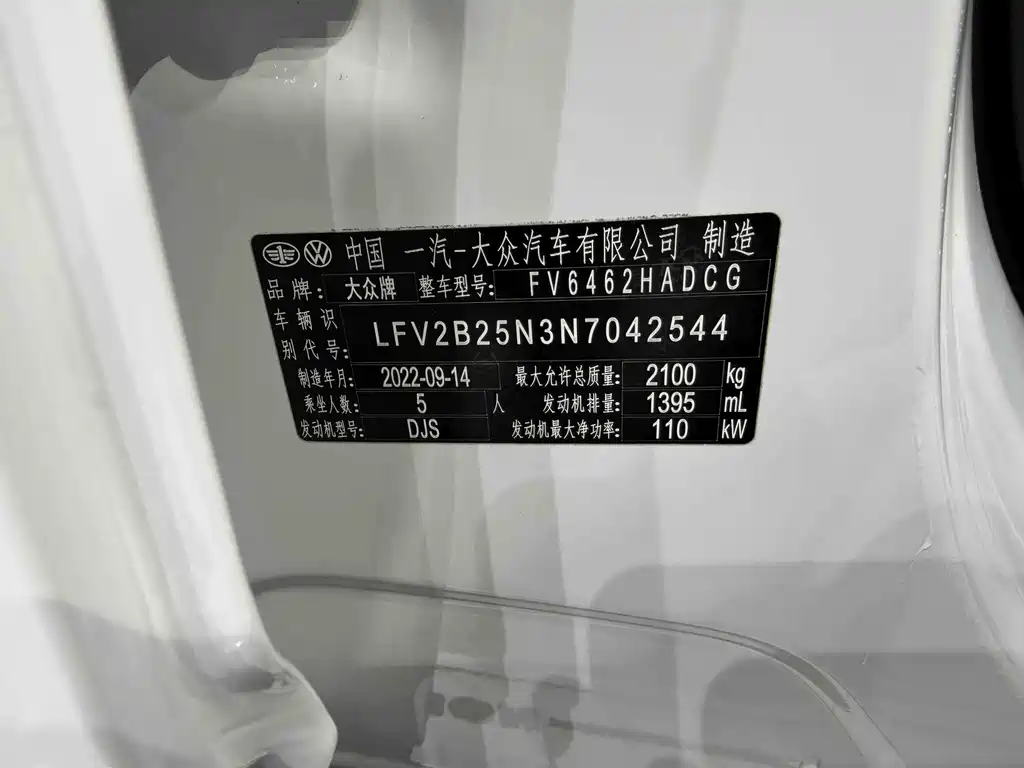 中国 一汽-大众汽车有限公司 制造
品牌: 大众牌 整车型号: FV6462HADCG
车辆识别代号: LFV2B25N3N7042544
制造年月: 2022-09-14 最大允许总质量: 2100 kg
乘坐人数: 5 人 发动机排量: 1395 mL
发动机型号: DJS 发动机最大净功率: 110 kW